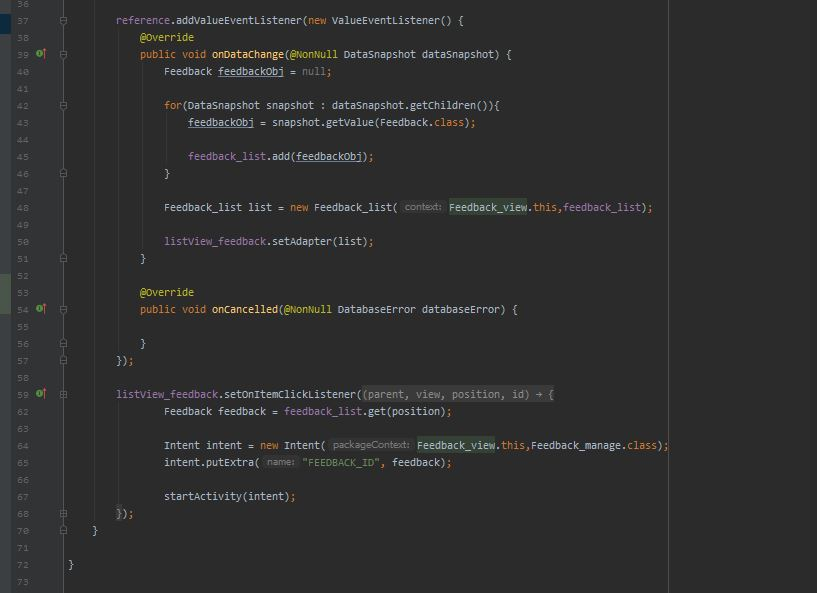 36
37 reference.addValueEventListener(new ValueEventListener() {
38 @Override
39 public void onDataChange(@NonNull DataSnapshot dataSnapshot) {
40 Feedback feedbackObj = null;
41
42 for(DataSnapshot snapshot : dataSnapshot.getChildren()){
43 feedbackObj = snapshot.getValue(Feedback.class);
44
45 feedback_list.add(feedbackObj);
46 }
47
48 Feedback_list list = new Feedback_list( context: Feedback_view.this,feedback_list);
49
50 listView_feedback.setAdapter(list);
51 }
52
53 @Override
54 public void onCancelled(@NonNull DatabaseError databaseError) {
55
56 }
57 });
58
59 listView_feedback.setOnItemClickListener((parent, view, position, id) → {
62 Feedback feedback = feedback_list.get(position);
63
64 Intent intent = new Intent( packageContext: Feedback_view.this,Feedback_manage.class);
65 intent.putExtra( name: "FEEDBACK_ID", feedback);
66
67 startActivity(intent);
68 });
70 }
71
72 }
73